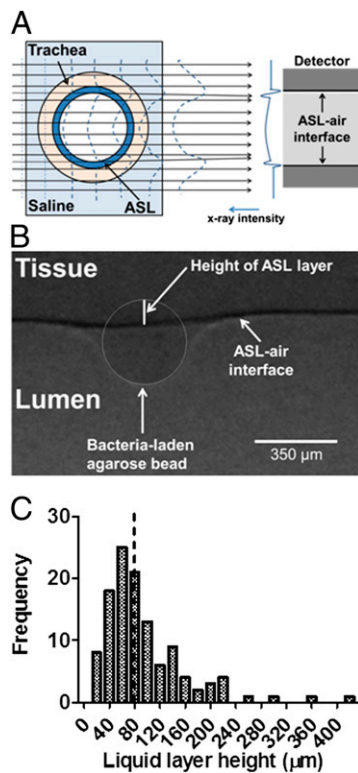 A
Trachea
Detector
ASL-air
interface
Saline
ASL
x-ray intensity
B
Tissue
Height of ASL layer
ASL-air
interface
Lumen
Bacteria-laden
agarose bead
350 µm
C
Frequency
30
20
10
0
0 40 80 120 160 200 240 280 320 360 400
Liquid layer height (µm)